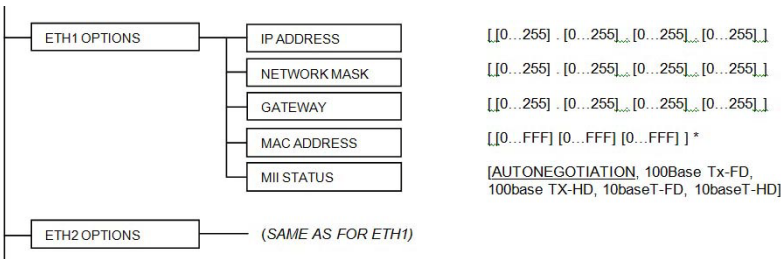 ETH1 OPTIONS
IP ADDRESS [ [0...255] . [0...255] . [0...255] . [0...255] ]
NETWORK MASK [ [0...255] . [0...255] . [0...255] . [0...255] ]
GATEWAY [ [0...255] . [0...255] . [0...255] . [0...255] ]
MAC ADDRESS [ [0...FFF] [0...FFF] [0...FFF] ] *
MII STATUS [AUTONEGOTIATION, 100Base Tx-FD,
100base TX-HD, 10baseT-FD, 10baseT-HD]
ETH2 OPTIONS (SAME AS FOR ETH1)